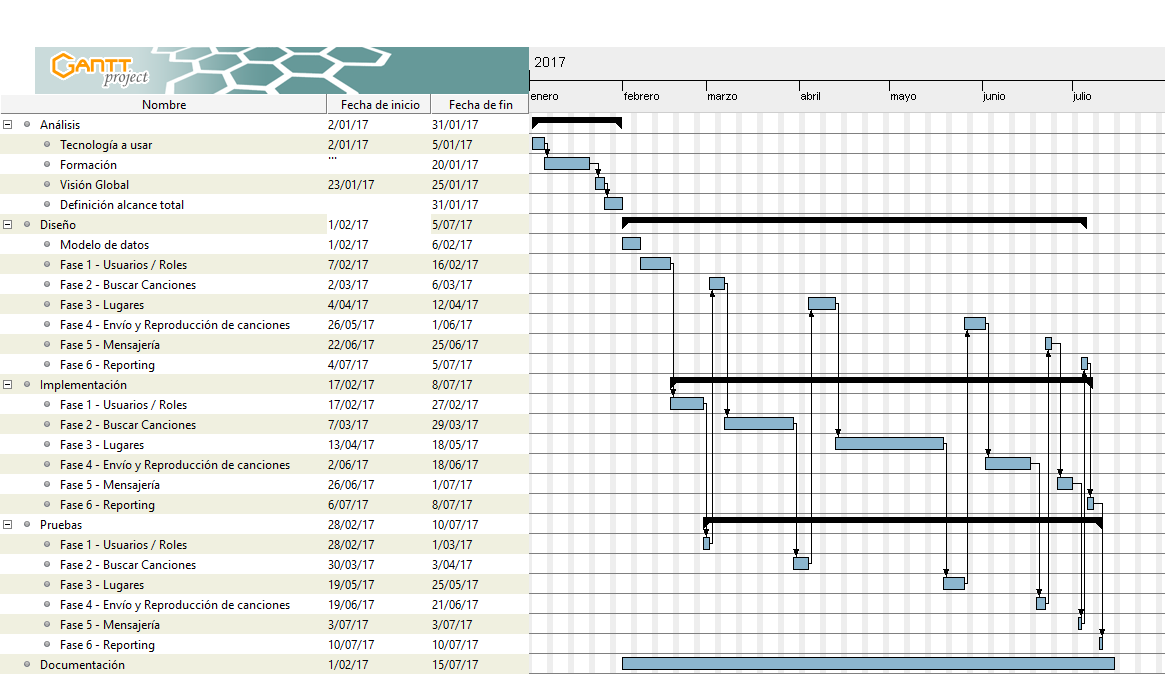 GANTT project
2017
enero febrero marzo abril mayo junio julio
Nombre Fecha de inicio Fecha de fin
Análisis 2/01/17 31/01/17
Tecnología a usar 2/01/17 5/01/17
Formación ... 20/01/17
Visión Global 23/01/17 25/01/17
Definición alcance total 31/01/17
Diseño 1/02/17 5/07/17
Modelo de datos 1/02/17 6/02/17
Fase 1 - Usuarios / Roles 7/02/17 16/02/17
Fase 2 - Buscar Canciones 2/03/17 6/03/17
Fase 3 - Lugares 4/04/17 12/04/17
Fase 4 - Envío y Reproducción de canciones 26/05/17 1/06/17
Fase 5 - Mensajería 22/06/17 25/06/17
Fase 6 - Reporting 4/07/17 5/07/17
Implementación 17/02/17 8/07/17
Fase 1 - Usuarios / Roles 17/02/17 27/02/17
Fase 2 - Buscar Canciones 7/03/17 29/03/17
Fase 3 - Lugares 13/04/17 18/05/17
Fase 4 - Envío y Reproducción de canciones 2/06/17 18/06/17
Fase 5 - Mensajería 26/06/17 1/07/17
Fase 6 - Reporting 6/07/17 8/07/17
Pruebas 28/02/17 10/07/17
Fase 1 - Usuarios / Roles 28/02/17 1/03/17
Fase 2 - Buscar Canciones 30/03/17 3/04/17
Fase 3 - Lugares 19/05/17 25/05/17
Fase 4 - Envío y Reproducción de canciones 19/06/17 21/06/17
Fase 5 - Mensajería 3/07/17 3/07/17
Fase 6 - Reporting 10/07/17 10/07/17
Documentación 1/02/17 15/07/17